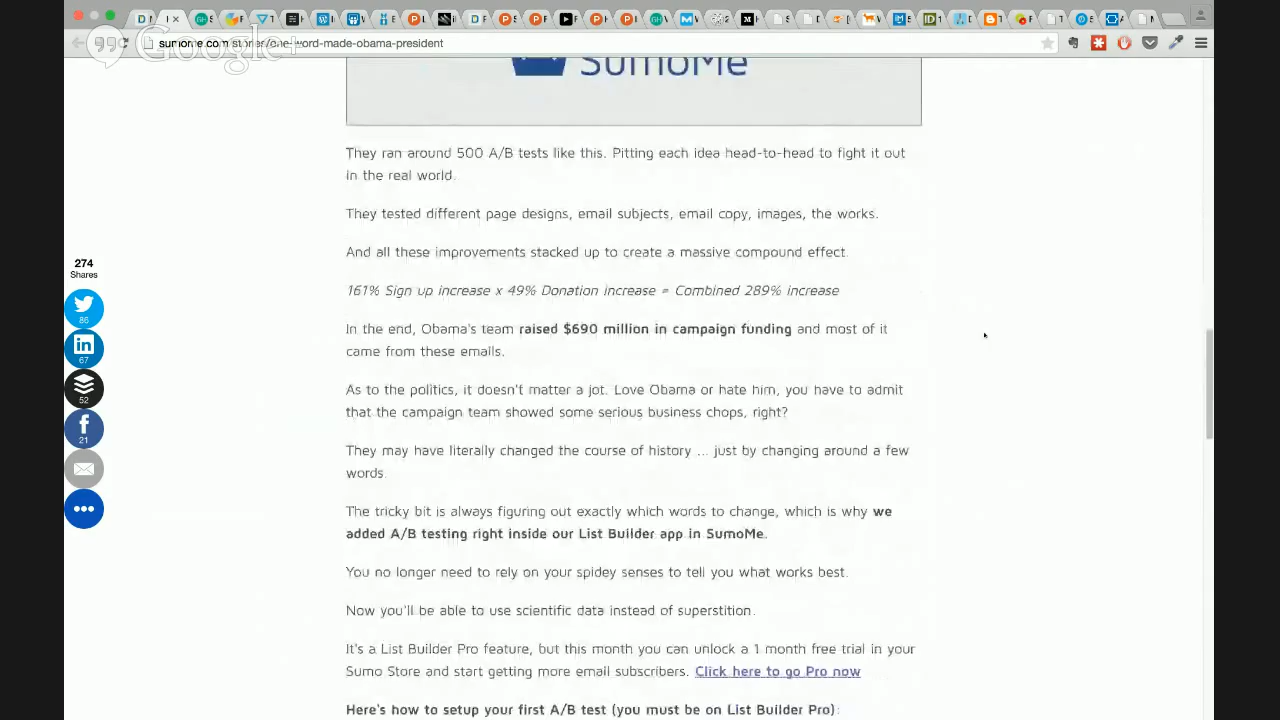 Google+
sumome.com/stories/one-word-made-obama-president
SumoMe
They ran around 500 A/B tests like this. Pitting each idea head-to-head to fight it out
in the real world.
They tested different page designs, email subjects, email copy, images, the works.
And all these improvements stacked up to create a massive compound effect.
161% Sign up increase x 49% Donation increase = Combined 289% increase
In the end, Obama's team raised $690 million in campaign funding and most of it
came from these emails.
As to the politics, it doesn't matter a jot. Love Obama or hate him, you have to admit
that the campaign team showed some serious business chops, right?
They may have literally changed the course of history ... just by changing around a few
words.
The tricky bit is always figuring out exactly which words to change, which is why we
added A/B testing right inside our List Builder app in SumoMe.
You no longer need to rely on your spidey senses to tell you what works best.
Now you'll be able to use scientific data instead of superstition.
It's a List Builder Pro feature, but this month you can unlock a 1 month free trial in your
Sumo Store and start getting more email subscribers. Click here to go Pro now
Here's how to setup your first A/B test (you must be on List Builder Pro):
274
Shares
86
67
52
21